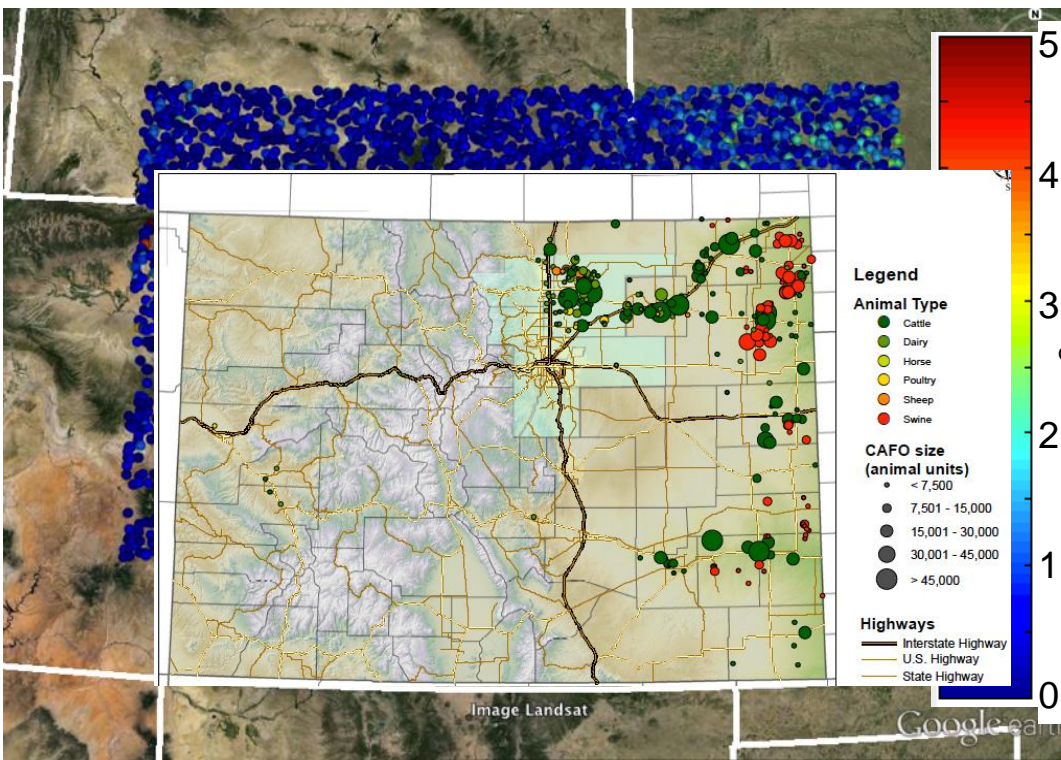 N
5
4
3
2
1
0
S
Legend
Animal Type
Cattle
Dairy
Horse
Poultry
Sheep
Swine
CAFO size
(animal units)
< 7,500
7,501 - 15,000
15,001 - 30,000
30,001 - 45,000
> 45,000
Highways
Interstate Highway
U.S. Highway
State Highway
Image Landsat
Google earth